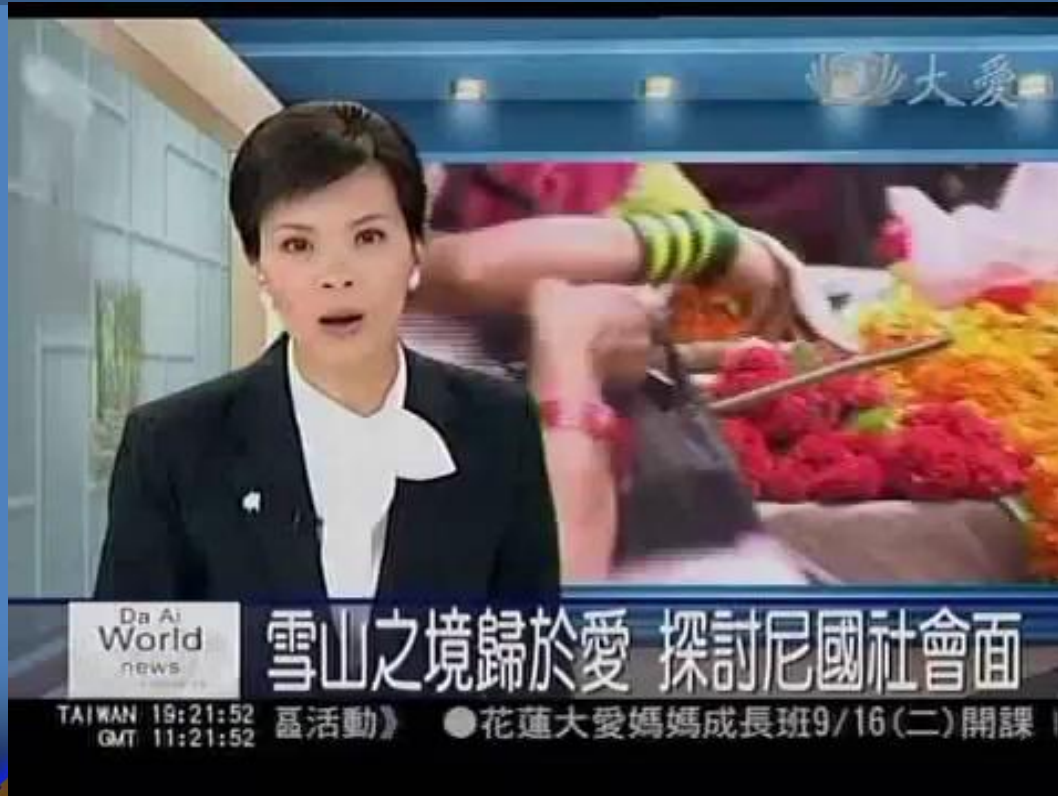 大愛
Da Ai
World
news
雪山之境歸於愛 探討尼國社會面
TAIWAN 19:21:52
GMT 11:21:52
區活動》 ●花蓮大愛媽媽成長班9/16(二)開課